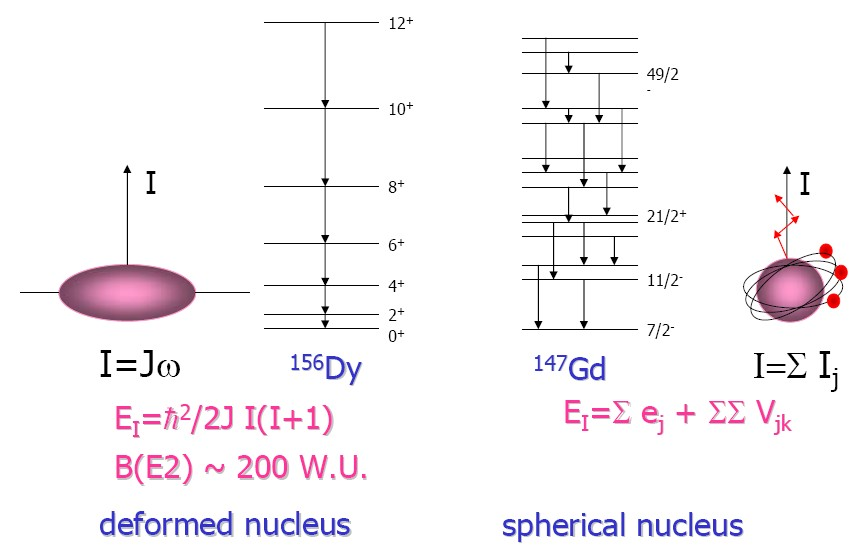 12⁺
10⁺
8⁺
6⁺
4⁺
2⁺
0⁺
I
I=Jω
¹⁵⁶Dy
E_I=ℏ²/2J I(I+1)
B(E2) ~ 200 W.U.
deformed nucleus
49/2
-
21/2⁺
11/2⁻
7/2⁻
I
¹⁴⁷Gd
I=Σ I_j
E_I=Σ e_j + ΣΣ V_jk
spherical nucleus